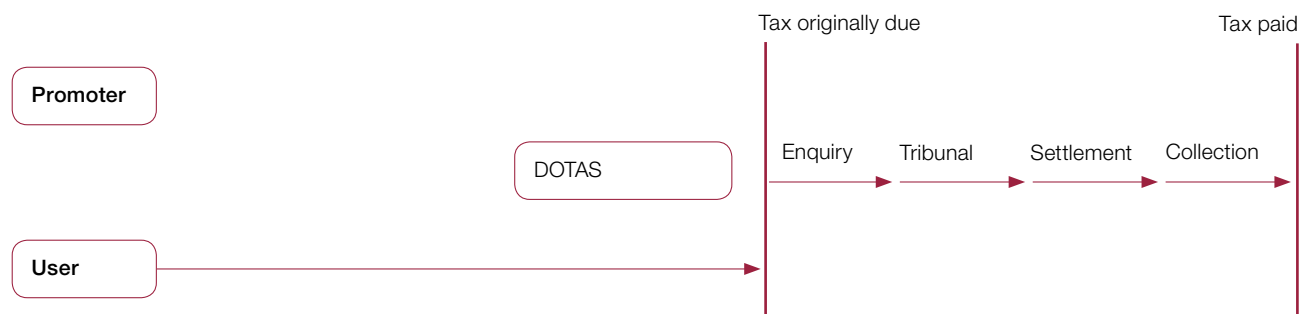 Tax originally due
Tax paid
Promoter
DOTAS
Enquiry
Tribunal
Settlement
Collection
User